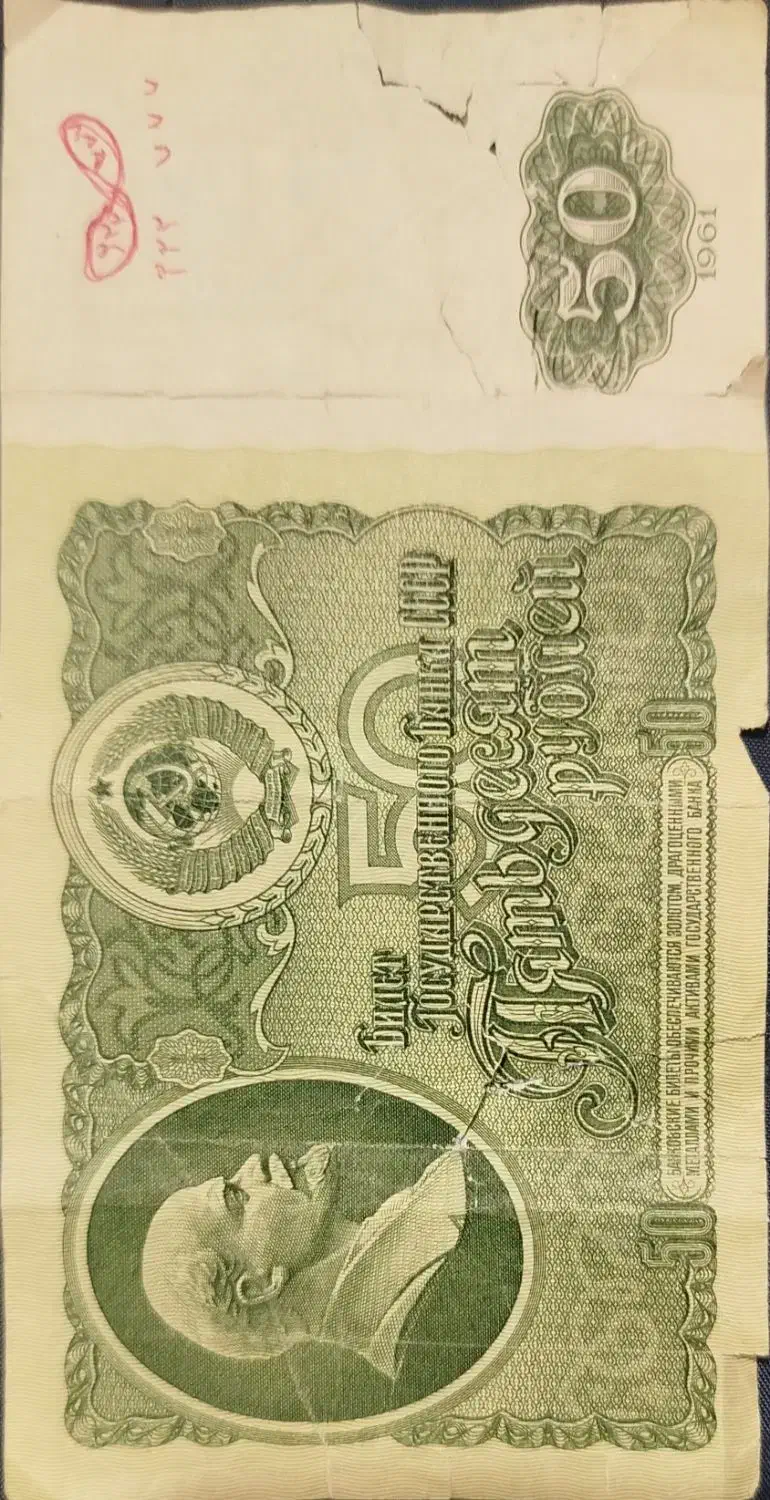 Билет
Государственного Банка СССР
50
Пятьдесят
рублей
БАНКОВСКИЕ БИЛЕТЫ ОБЕСПЕЧИВАЮТСЯ ЗОЛОТОМ, ДРАГОЦЕННЫМИ
МЕТАЛЛАМИ И ПРОЧИМИ АКТИВАМИ ГОСУДАРСТВЕННОГО БАНКА
50 50
50
1961